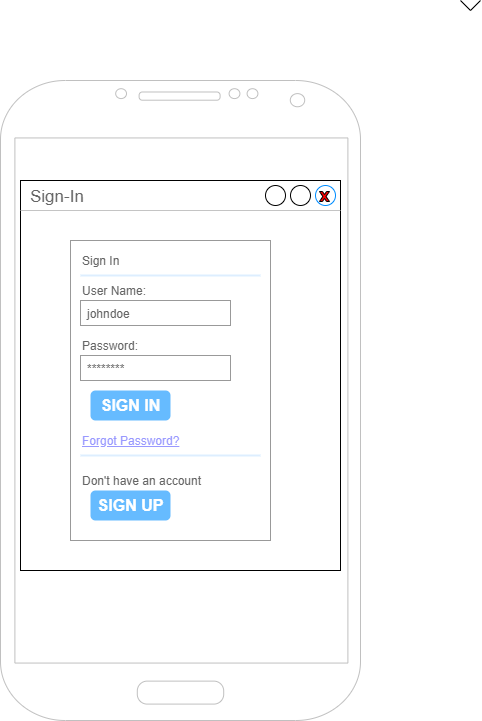 Sign-In
X
Sign In
User Name:
johndoe
Password:
********
SIGN IN
Forgot Password?
Don't have an account
SIGN UP